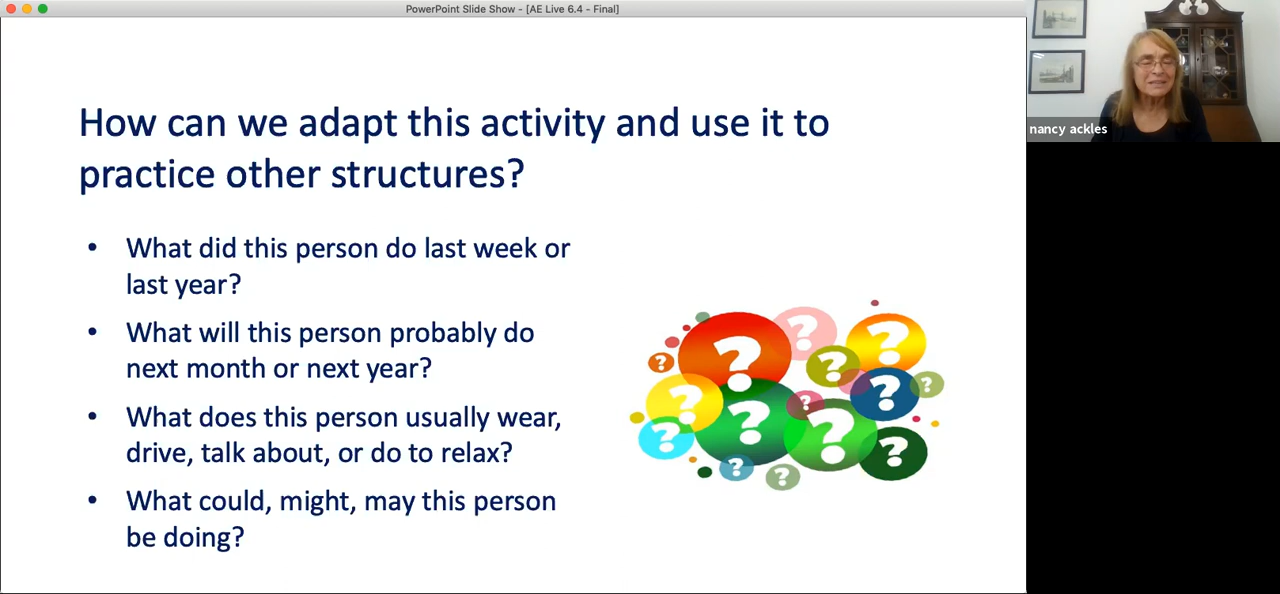 PowerPoint Slide Show - [AE Live 6.4 - Final]
How can we adapt this activity and use it to
practice other structures?
• What did this person do last week or
last year?
• What will this person probably do
next month or next year?
• What does this person usually wear,
drive, talk about, or do to relax?
• What could, might, may this person
be doing?
? ? ? ? ? ? ? ? ? ? ? ? ? ? ?
nancy ackles